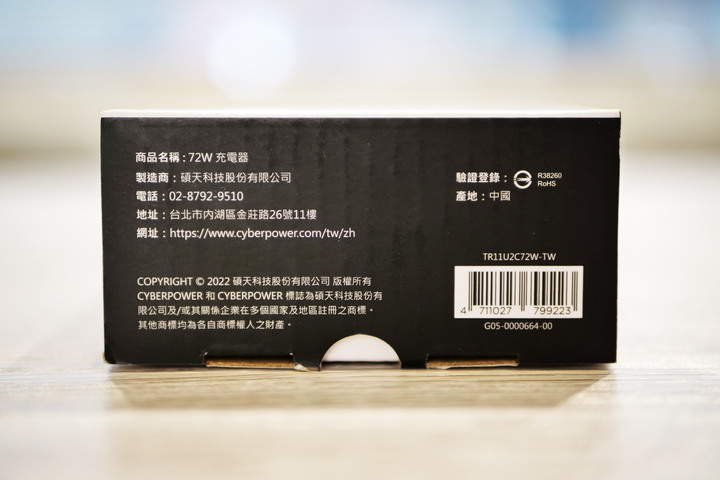 商品名稱：72W 充電器
製造商：碩天科技股份有限公司
電話：02-8792-9510
地址：台北市內湖區金莊路26號11樓
網址：https://www.cyberpower.com/tw/zh
驗證登錄：R38260
RoHS
產地：中國
COPYRIGHT © 2022 碩天科技股份有限公司 版權所有
CYBERPOWER 和 CYBERPOWER 標誌為碩天科技股份有
限公司及/或其關係企業在多個國家及地區註冊之商標。
其他商標均為各自商標權人之財產。
TR11U2C72W-TW
4 711027 799223
G05-0000664-00